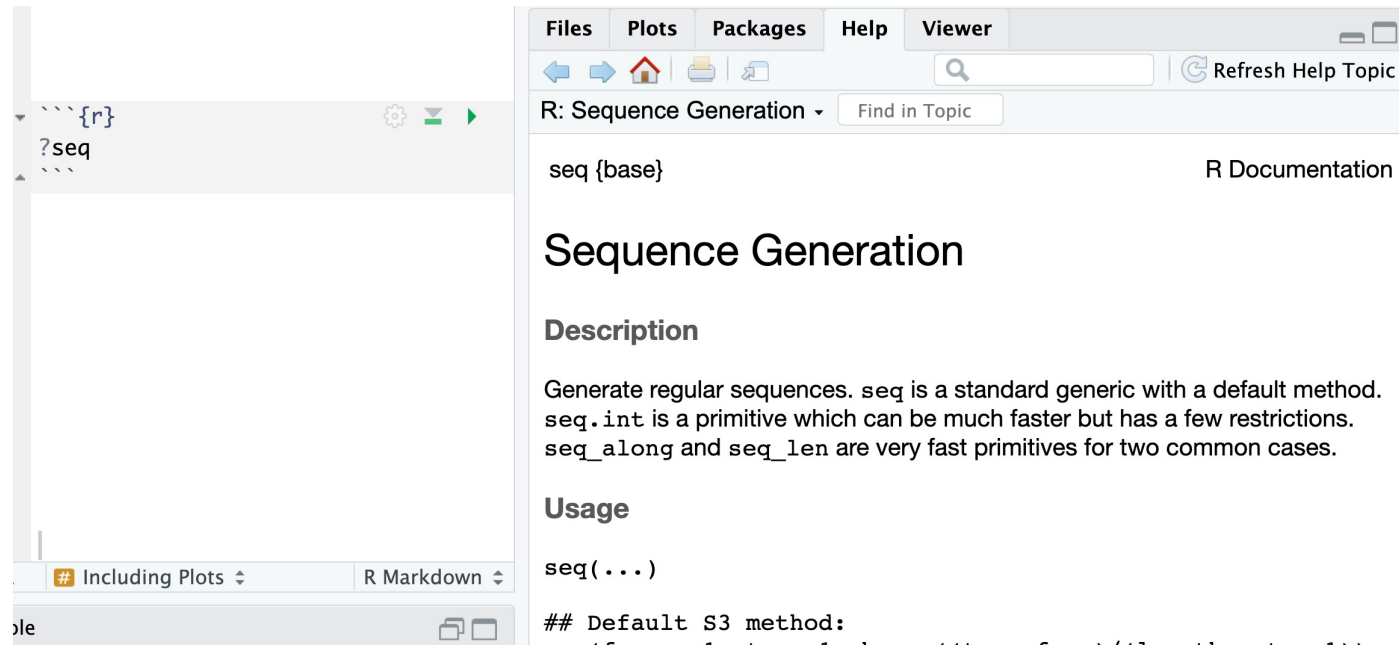 ```{r}
?seq
```
# Including Plots
R Markdown
Files Plots Packages Help Viewer
Refresh Help Topic
R: Sequence Generation
Find in Topic
seq {base}
R Documentation
Sequence Generation
Description
Generate regular sequences. seq is a standard generic with a default method.
seq.int is a primitive which can be much faster but has a few restrictions.
seq_along and seq_len are very fast primitives for two common cases.
Usage
seq(...)
## Default S3 method: